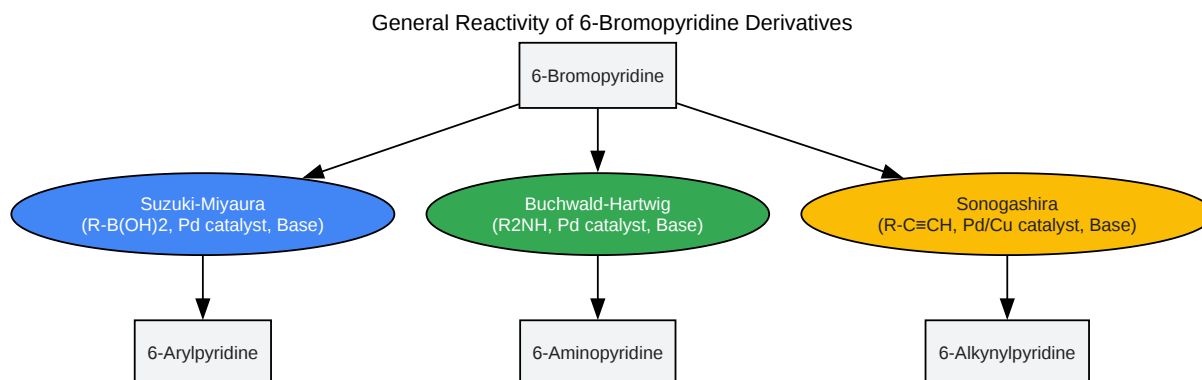 General Reactivity of 6-Bromopyridine Derivatives
6-Bromopyridine
Suzuki-Miyaura
(R-B(OH)2, Pd catalyst, Base)
Buchwald-Hartwig
(R2NH, Pd catalyst, Base)
Sonogashira
(R-C≡CH, Pd/Cu catalyst, Base)
6-Arylpyridine
6-Aminopyridine
6-Alkynylpyridine